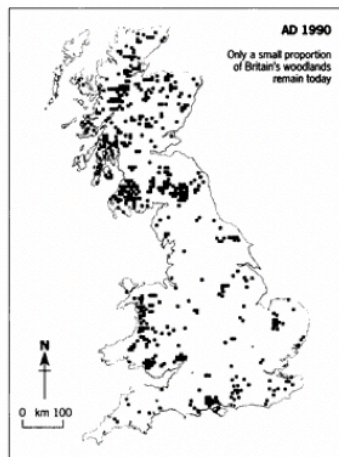 AD 1990
Only a small proportion
of Britain's woodlands
remain today
N
0 km 100